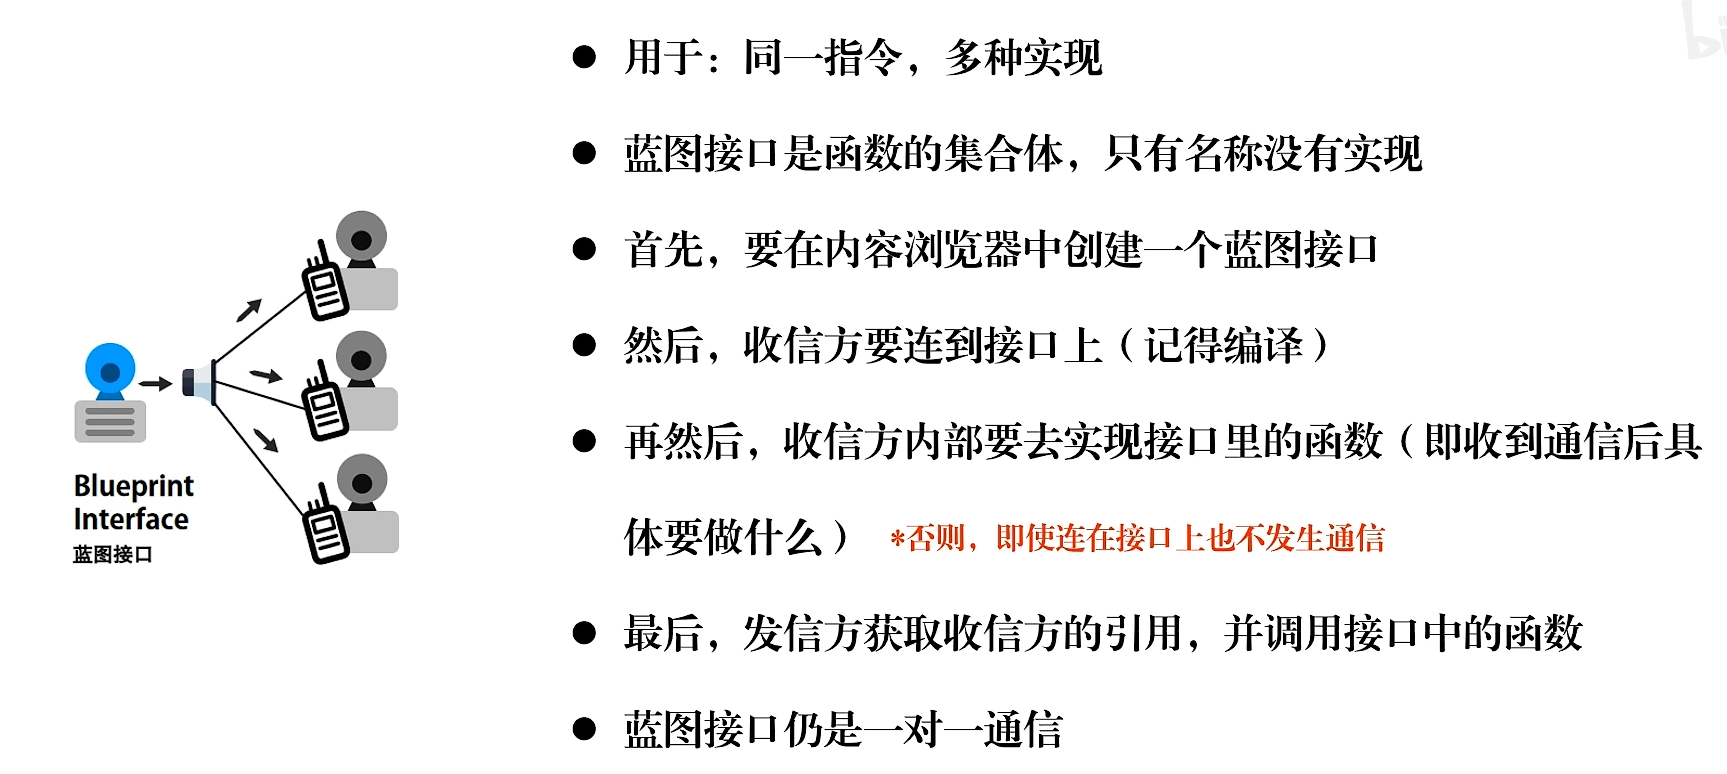 ● 用于：同一指令，多种实现
● 蓝图接口是函数的集合体，只有名称没有实现
● 首先，要在内容浏览器中创建一个蓝图接口
● 然后，收信方要连到接口上（记得编译）
● 再然后，收信方内部要去实现接口里的函数（即收到通信后具
体要做什么） *否则，即使连在接口上也不发生通信
● 最后，发信方获取收信方的引用，并调用接口中的函数
● 蓝图接口仍是一对一通信
Blueprint
Interface
蓝图接口